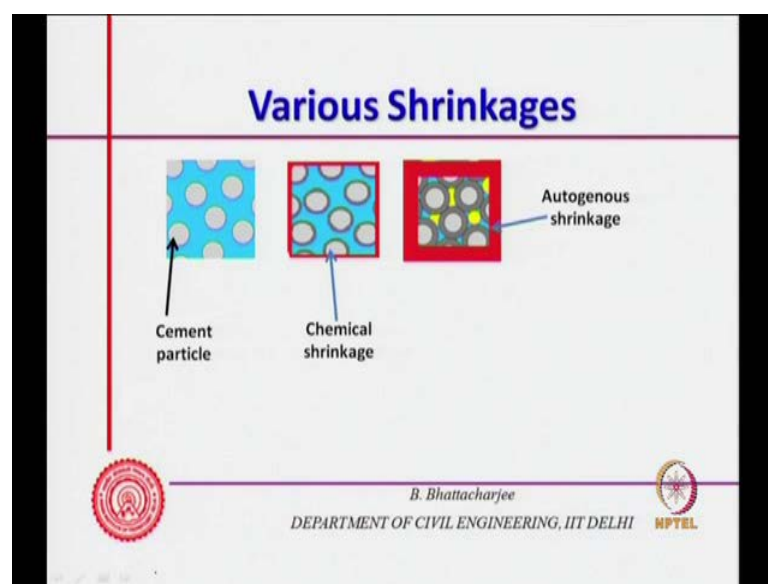 Various Shrinkages
Autogenous
shrinkage
Cement
particle
Chemical
shrinkage
B. Bhattacharjee
DEPARTMENT OF CIVIL ENGINEERING, IIT DELHI
NPTEL